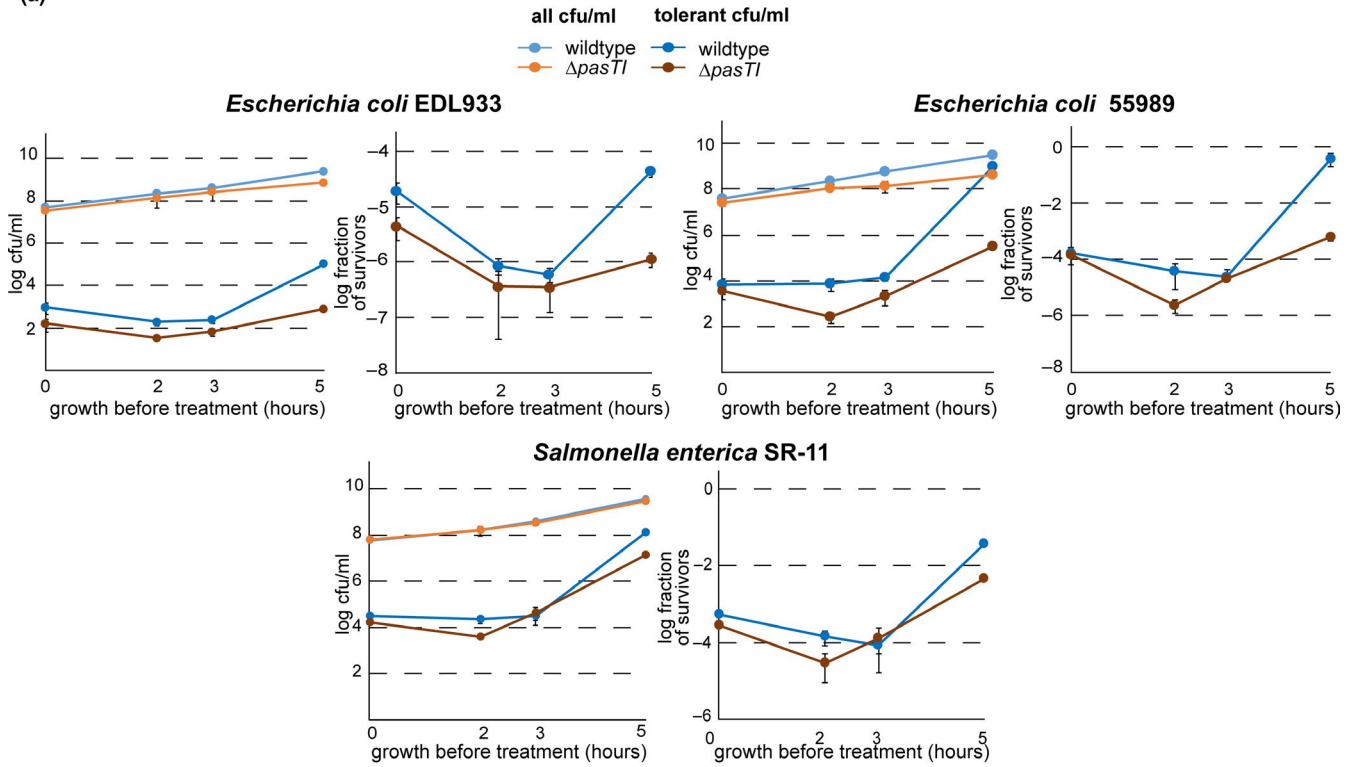 (a)
all cfu/ml tolerant cfu/ml
wildtype wildtype
ΔpasTI ΔpasTI
Escherichia coli EDL933
10
8
6
4
2
log cfu/ml
0 2 3 5
growth before treatment (hours)
–4
–5
–6
–7
–8
log fraction
of survivors
0 2 3 5
growth before treatment (hours)
Escherichia coli 55989
10
8
6
4
2
log cfu/ml
0 2 3 5
growth before treatment (hours)
0
–2
–4
–6
–8
log fraction
of survivors
0 2 3 5
growth before treatment (hours)
Salmonella enterica SR-11
10
8
6
4
2
log cfu/ml
0 2 3 5
growth before treatment (hours)
0
–2
–4
–6
log fraction
of survivors
0 2 3 5
growth before treatment (hours)